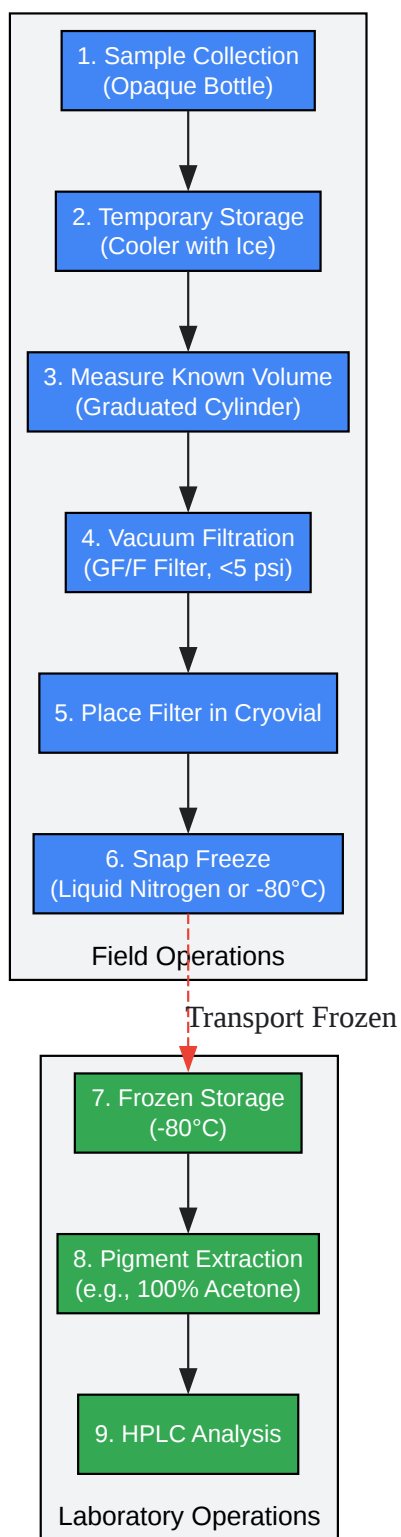 1. Sample Collection
(Opaque Bottle)
2. Temporary Storage
(Cooler with Ice)
3. Measure Known Volume
(Graduated Cylinder)
4. Vacuum Filtration
(GF/F Filter, <5 psi)
5. Place Filter in Cryovial
6. Snap Freeze
(Liquid Nitrogen or -80°C)
Field Operations
Transport Frozen
7. Frozen Storage
(-80°C)
8. Pigment Extraction
(e.g., 100% Acetone)
9. HPLC Analysis
Laboratory Operations